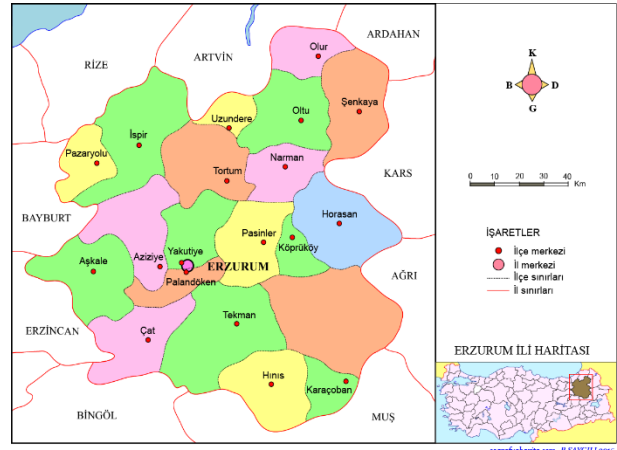 ARDAHAN
ARTVİN
RİZE
Olur
Oltu
Şenkaya
Uzundere
İspir
Pazaryolu
Narman
Tortum
KARS
BAYBURT
Horasan
Pasinler
Köprüköy
Yakutiye
Aziziye
ERZURUM
Aşkale
Palandöken
AĞRI
ERZİNCAN
Tekman
Çat
Hınıs
Karaçoban
BİNGÖL
MUŞ
K
B D
G
0 10 20 30 40
Km
İŞARETLER
İlçe merkezi
İl merkezi
İlçe sınırları
İl sınırları
ERZURUM İLİ HARİTASI